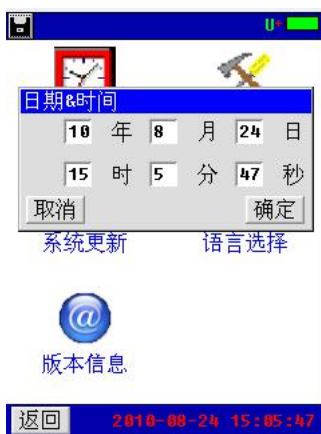 U+
日期&时间
10 年 8 月 24 日
15 时 5 分 47 秒
取消 确定
系统更新 语言选择
版本信息
返回 2010-08-24 15:05:47